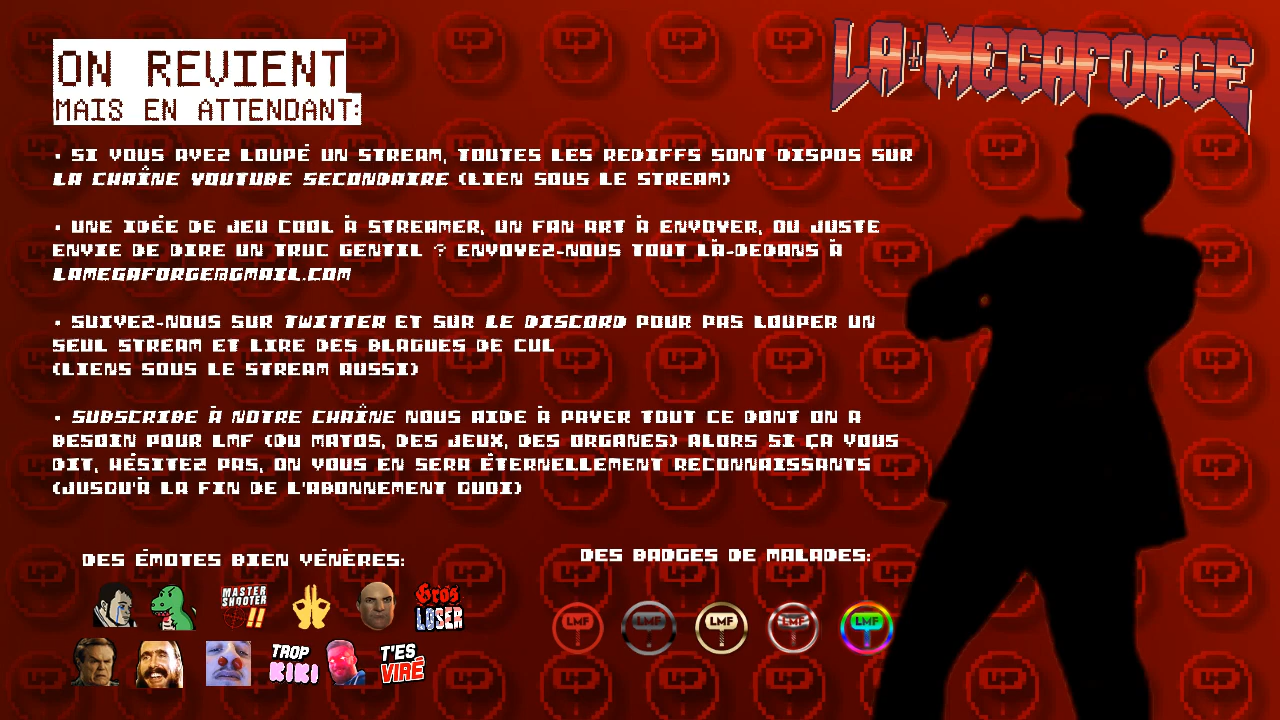 ON REVIENT
LA MEGAFORGE
MAIS EN ATTENDANT:
• SI VOUS AVEZ LOUPÉ UN STREAM, TOUTES LES REDIFFS SONT DISPOS SUR
LA CHAÎNE YOUTUBE SECONDAIRE (LIEN SOUS LE STREAM)
• UNE IDÉE DE JEU COOL À STREAMER, UN FAN ART À ENVOYER, OU JUSTE
ENVIE DE DIRE UN TRUC GENTIL ? ENVOYEZ-NOUS TOUT LÀ-DEDANS À
LAMEGAFORGE@GMAIL.COM
• SUIVEZ-NOUS SUR TWITTER ET SUR LE DISCORD POUR PAS LOUPER UN
SEUL STREAM ET LIRE DES BLAGUES DE CUL
(LIENS SOUS LE STREAM AUSSI)
• SUBSCRIBE À NOTRE CHAÎNE NOUS AIDE À PAYER TOUT CE DONT ON A
BESOIN POUR LMF (DU MATOS, DES JEUX, DES ORGANES) ALORS SI ÇA VOUS
DIT, HÉSITEZ PAS, ON VOUS EN SERA ÉTERNELLEMENT RECONNAISSANTS
(JUSQU'À LA FIN DE L'ABONNEMENT QUOI)
DES ÉMOTES BIEN VÉNÈRES:
DES BADGES DE MALADES:
MASTER
SHOOTER
!!
GROS
LOSER
TROP
KIKI
T'ES
VIRÉ
LMF
LMF
LMF
LMF
LMF